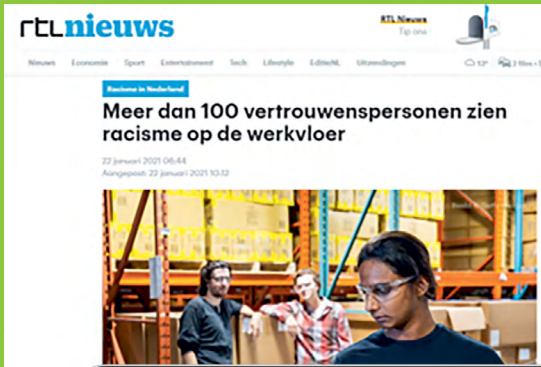 rtlnieuws
RTL Nieuws
Tip ons
Nieuws Economie Sport Entertainment Tech Lifestyle EditieNL Uitzendingen 12°
Racisme in Nederland
Meer dan 100 vertrouwenspersonen zien
racisme op de werkvloer
22 januari 2021 06:44
Aangepast: 22 januari 2021 10:12